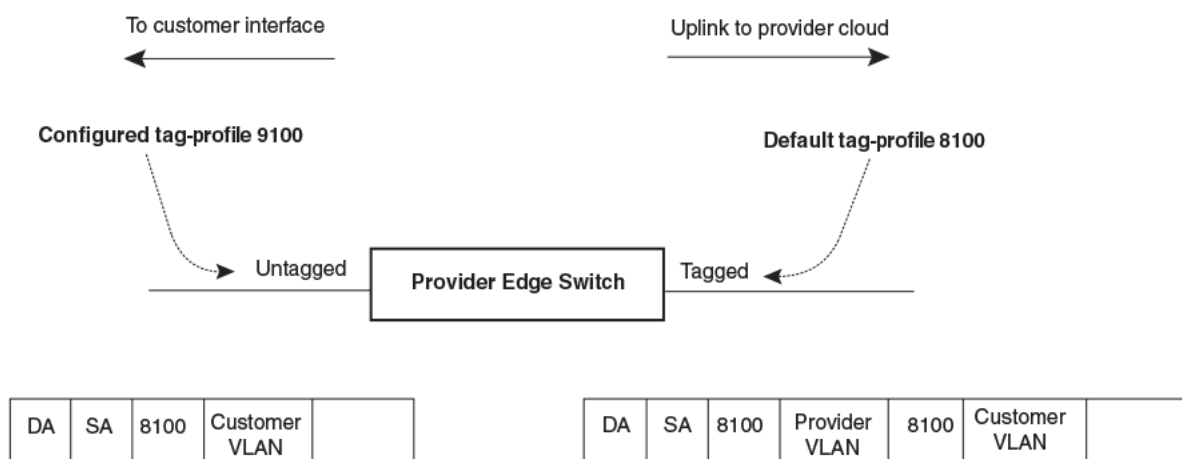 To customer interface
Uplink to provider cloud
Configured tag-profile 9100
Default tag-profile 8100
Untagged
Provider Edge Switch
Tagged
DA SA 8100 Customer VLAN
DA SA 8100 Provider VLAN 8100 Customer VLAN